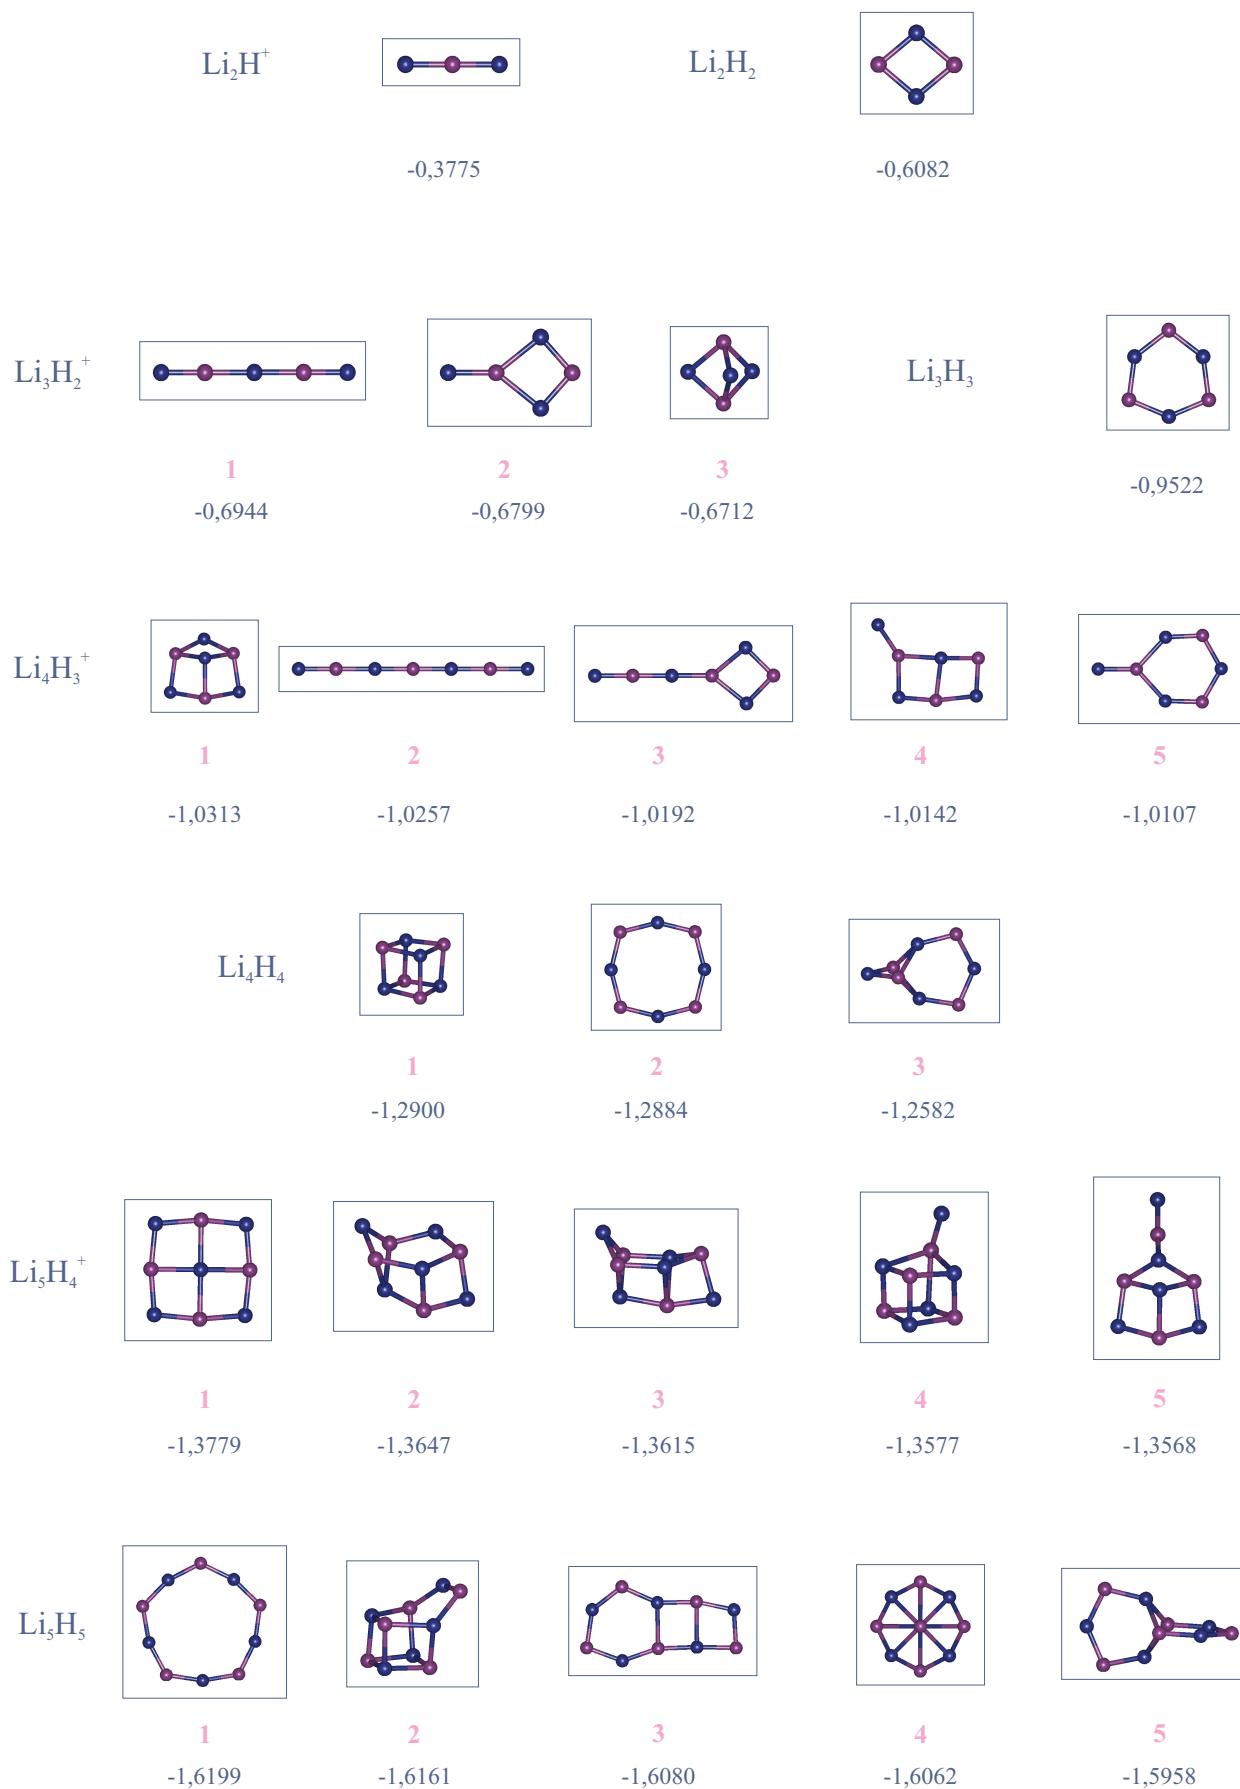 Li₂H⁺ Li₂H₂
-0,3775 -0,6082
Li₃H₂⁺ Li₃H₃
1 2 3
-0,9522
-0,6944 -0,6799 -0,6712
Li₄H₃⁺
1 2 3 4 5
-1,0313 -1,0257 -1,0192 -1,0142 -1,0107
Li₄H₄
1 2 3
-1,2900 -1,2884 -1,2582
Li₅H₄⁺
1 2 3 4 5
-1,3779 -1,3647 -1,3615 -1,3577 -1,3568
Li₅H₅
1 2 3 4 5
-1,6199 -1,6161 -1,6080 -1,6062 -1,5958